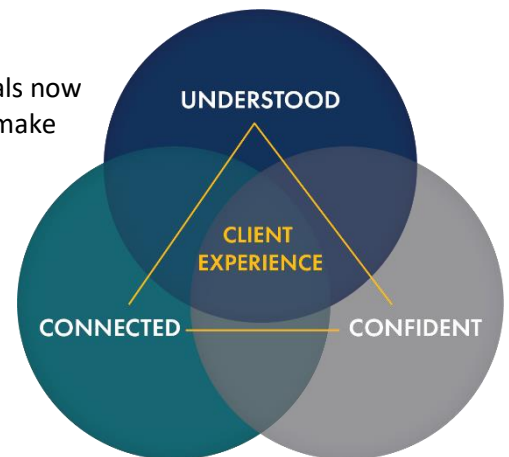 als now
make
UNDERSTOOD
CLIENT
EXPERIENCE
CONNECTED
CONFIDENT